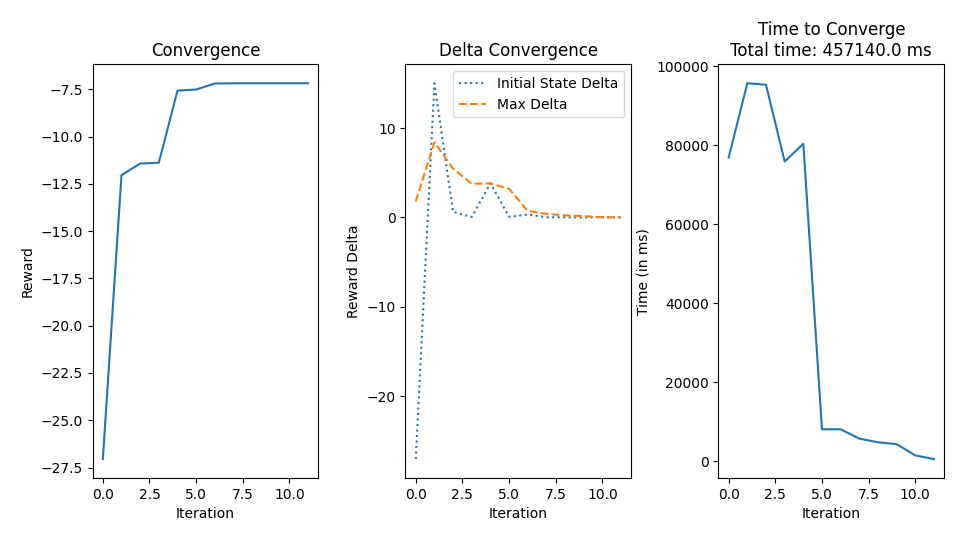 Convergence
Reward
−7.5
−10.0
−12.5
−15.0
−17.5
−20.0
−22.5
−25.0
−27.5
0.0 2.5 5.0 7.5 10.0
Iteration
Delta Convergence
Initial State Delta
Max Delta
Reward Delta
10
0
−10
−20
0.0 2.5 5.0 7.5 10.0
Iteration
Time to Converge
Total time: 457140.0 ms
Time (in ms)
100000
80000
60000
40000
20000
0
0.0 2.5 5.0 7.5 10.0
Iteration